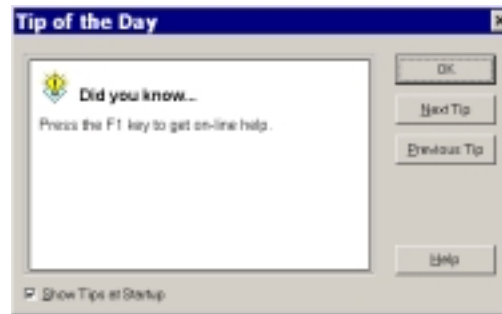 Tip of the Day
Did you know...
Press the F1 key to get on-line help.
OK
Next Tip
Previous Tip
Help
Show Tips at Startup